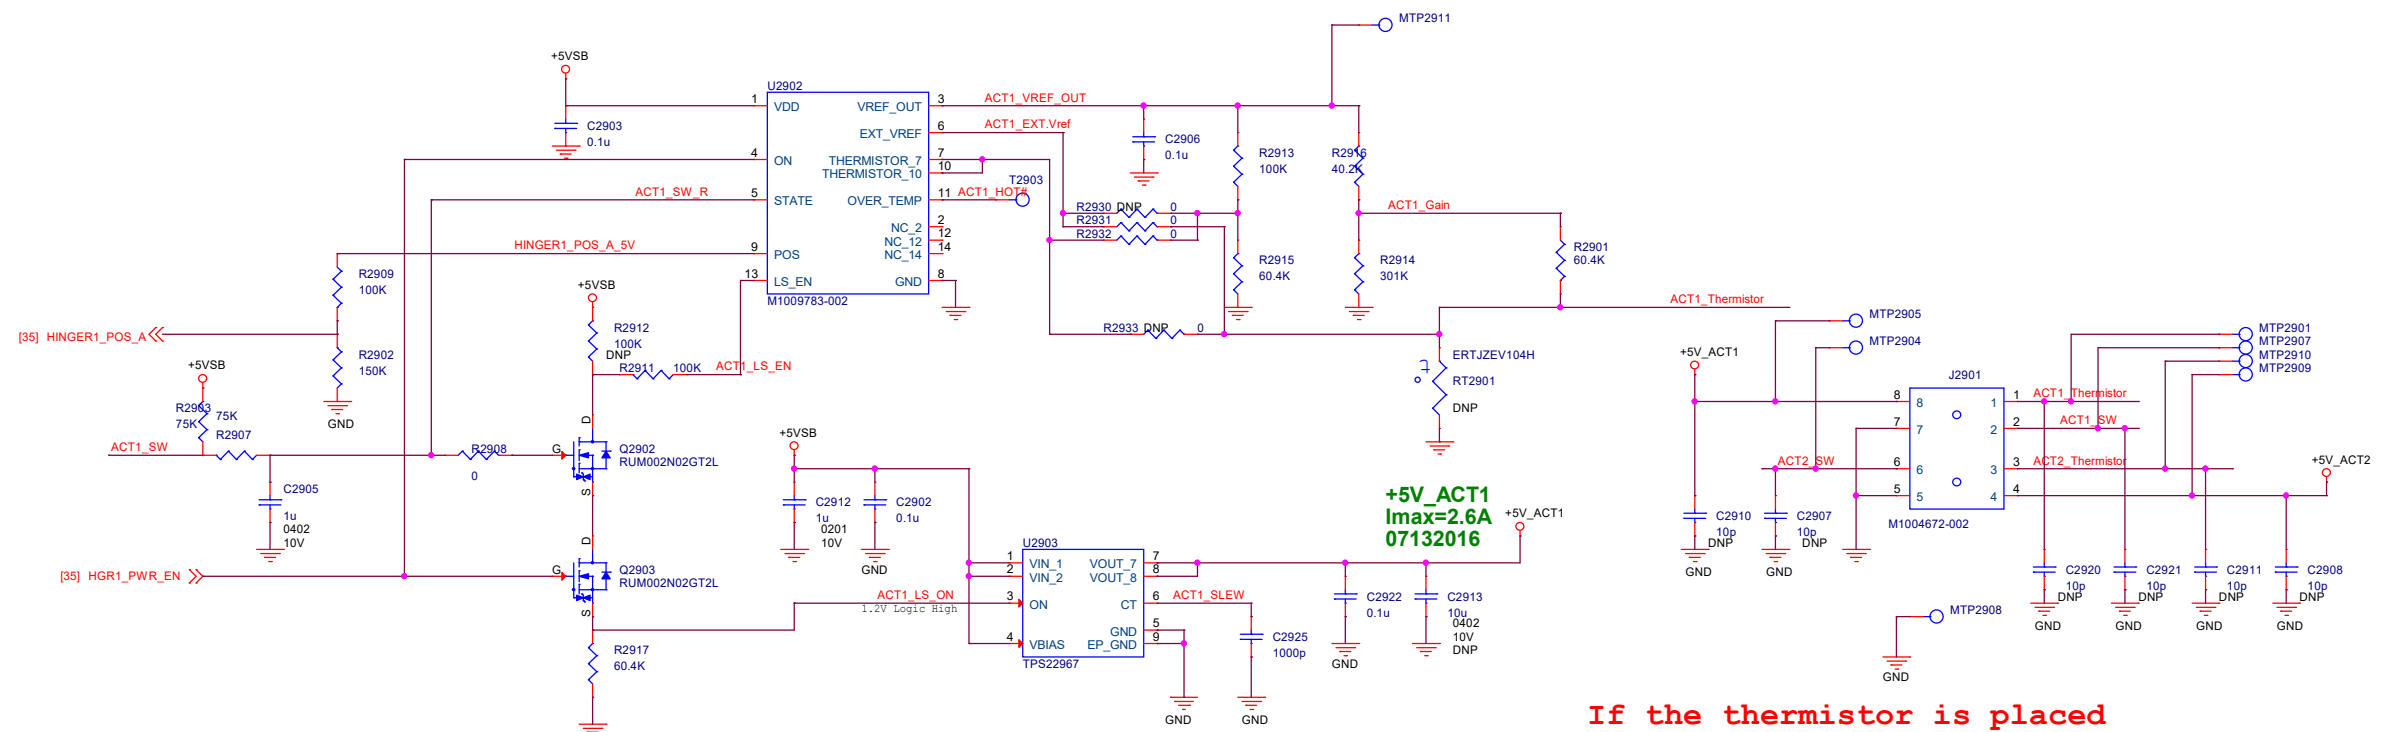 MTP2911
+5VSB
C2903
0.1u
U2902
1 VDD
4 ON
5 STATE
9 POS
13 LS_EN
VREF_OUT 3
EXT_VREF 6
THERMISTOR_7 7
THERMISTOR_10 10
OVER_TEMP 11
NC_2 2
NC_12 12
NC_14 14
GND 8
M1009783-002
ACT1_VREF_OUT
ACT1_EXT.Vref
ACT1_HOT#
T2903
ACT1_SW_R
HINGER1_POS_A_5V
C2906
0.1u
R2913
100K
R2916
40.2K
R2930 DNP 0
R2931 0
R2932 0
ACT1_Gain
R2915
60.4K
R2914
301K
R2901
60.4K
ACT1_Thermistor
R2933 DNP 0
ERTJZEV104H
t
RT2901
DNP
R2909
100K
[35] HINGER1_POS_A
R2902
150K
GND
+5VSB
R2912
100K
DNP
R2911 100K
ACT1_LS_EN
+5VSB
R2903
75K
75K
R2907
ACT1_SW
C2905
1u
0402
10V
R2908
0
D
G
S
Q2902
RUM002N02GT2L
[35] HGR1_PWR_EN
D
G
S
Q2903
RUM002N02GT2L
R2917
60.4K
+5VSB
C2912
1u
0201
10V
C2902
0.1u
GND
ACT1_LS_ON
1.2V Logic High
U2903
1 VIN_1
2 VIN_2
3 ON
4 VBIAS
VOUT_7 7
VOUT_8 8
CT 6
GND 5
EP_GND 9
TPS22967
ACT1_SLEW
C2925
1000p
GND
GND
+5V_ACT1
Imax=2.6A
07132016
+5V_ACT1
C2922
0.1u
GND
C2913
10u
0402
10V
DNP
MTP2905
MTP2904
+5V_ACT1
ACT2_SW
C2910
10p
DNP
GND
C2907
10p
DNP
J2901
8 8
7 7
6 6
5 5
1 1
2 2
3 3
4 4
M1004672-002
GND
MTP2901
MTP2907
MTP2910
MTP2909
ACT1_Thermistor
ACT1_SW
ACT2_Thermistor
+5V_ACT2
C2920
10p
DNP
GND
C2921
10p
DNP
GND
C2911
10p
DNP
GND
C2908
10p
DNP
GND
MTP2908
GND
If the thermistor is placed